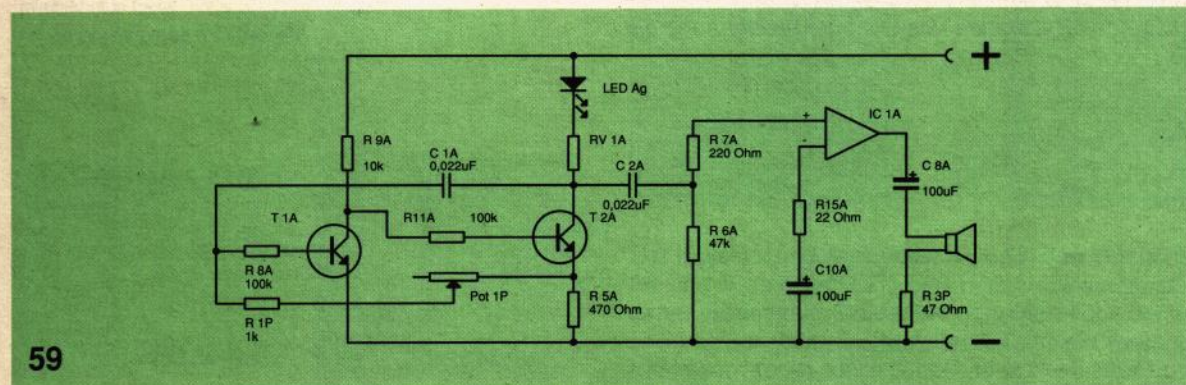 +
LED Ag
IC 1A
+
-
R 9A
10k
C 1A
0,022uF
RV 1A
C 2A
0,022uF
R 7A
220 Ohm
C 8A
100uF
+
T 1A
R11A
100k
T 2A
R15A
22 Ohm
R 6A
47k
R 8A
100k
Pot 1P
R 5A
470 Ohm
C10A
100uF
+
R 3P
47 Ohm
R 1P
1k
59
−